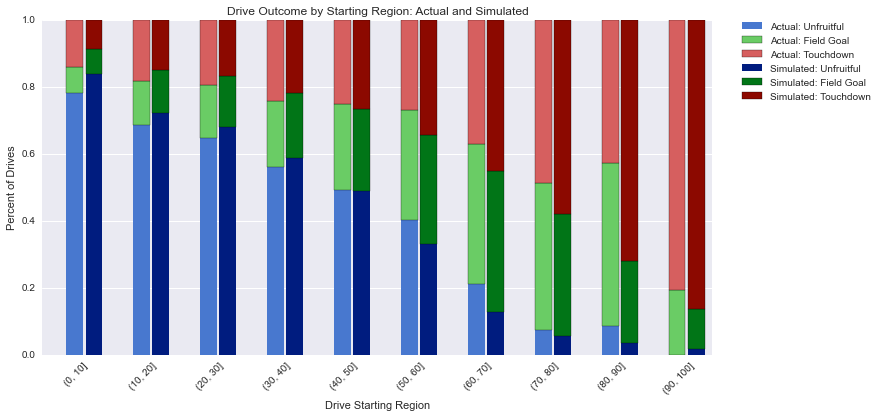 Drive Outcome by Starting Region: Actual and Simulated
Actual: Unfruitful
Actual: Field Goal
Actual: Touchdown
Simulated: Unfruitful
Simulated: Field Goal
Simulated: Touchdown
Percent of Drives
1.0
0.8
0.6
0.4
0.2
0.0
(0, 10]
(10, 20]
(20, 30]
(30, 40]
(40, 50]
(50, 60]
(60, 70]
(70, 80]
(80, 90]
(90, 100]
Drive Starting Region